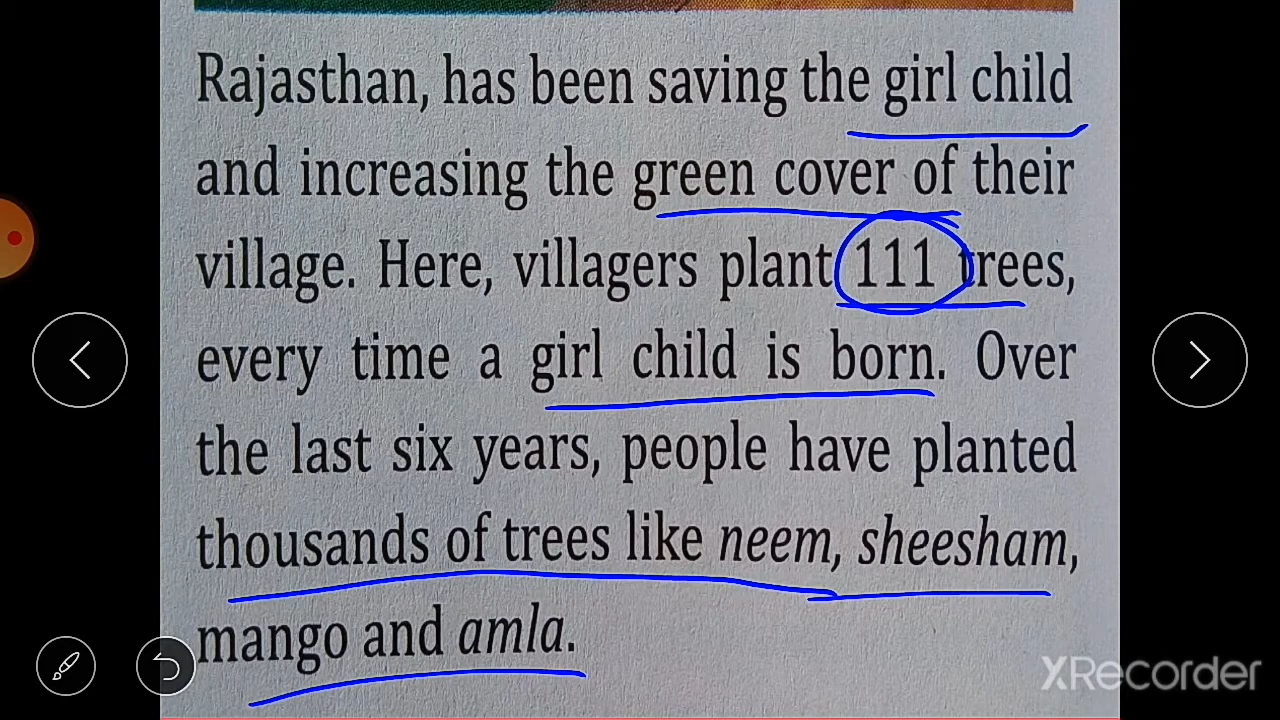 Rajasthan, has been saving the girl child
and increasing the green cover of their
village. Here, villagers plant 111 trees,
every time a girl child is born. Over
the last six years, people have planted
thousands of trees like neem, sheesham,
mango and amla.
XRecorder